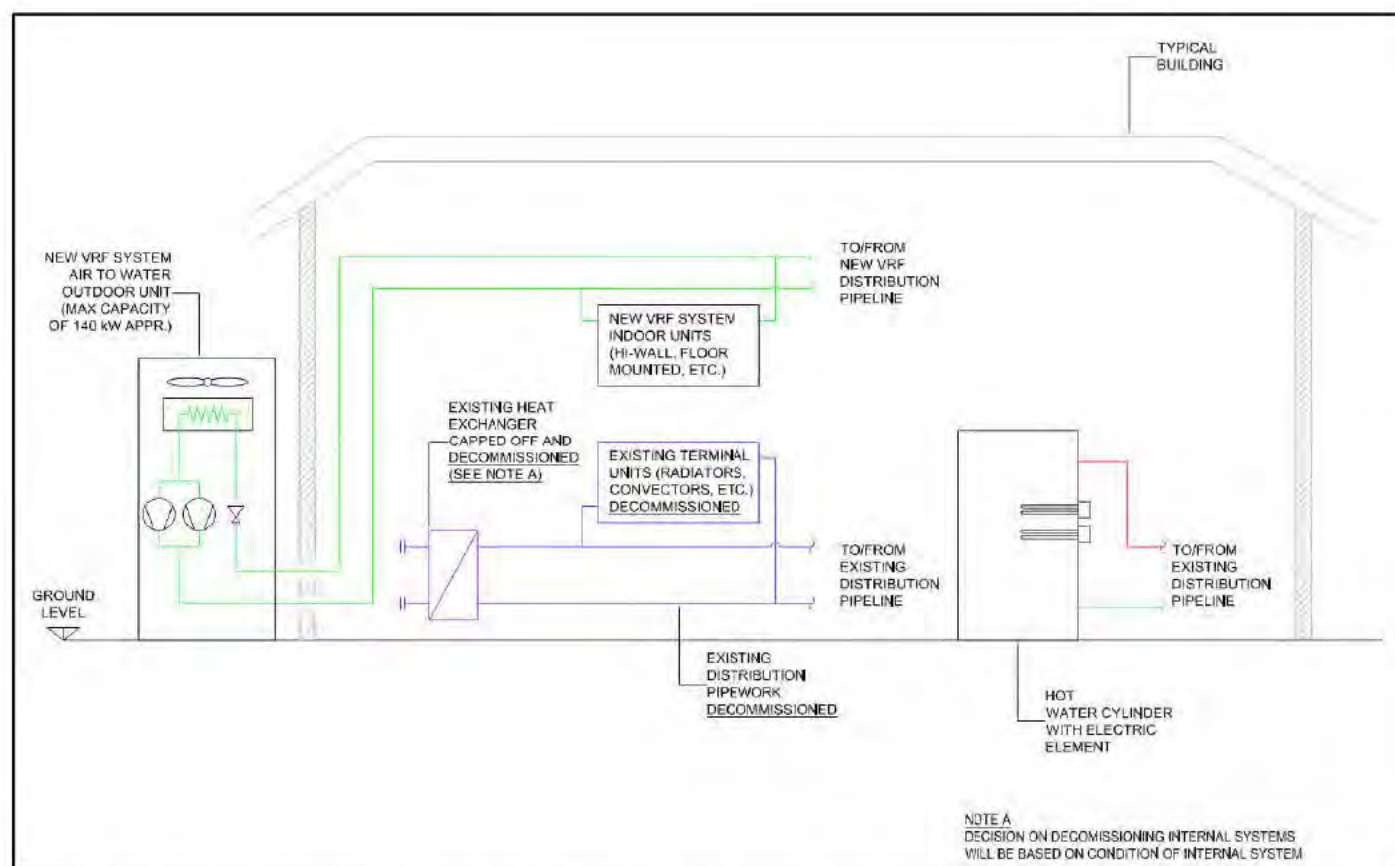 TYPICAL
BUILDING
NEW VRF SYSTEM
AIR TO WATER
OUTDOOR UNIT
(MAX CAPACITY
OF 140 kW APPR.)
TO/FROM
NEW VRF
DISTRIBUTION
PIPELINE
NEW VRF SYSTEM
INDOOR UNITS
(HI-WALL, FLOOR
MOUNTED, ETC.)
EXISTING HEAT
EXCHANGER
CAPPED OFF AND
DECOMMISSIONED
(SEE NOTE A)
EXISTING TERMINAL
UNITS (RADIATORS,
CONVECTORS, ETC.)
DECOMMISSIONED
TO/FROM
EXISTING
DISTRIBUTION
PIPELINE
TO/FROM
EXISTING
DISTRIBUTION
PIPELINE
GROUND
LEVEL
EXISTING
DISTRIBUTION
PIPEWORK
DECOMMISSIONED
HOT
WATER CYLINDER
WITH ELECTRIC
ELEMENT
NOTE A
DECISION ON DECOMISSIONING INTERNAL SYSTEMS
WILL BE BASED ON CONDITION OF INTERNAL SYSTEM